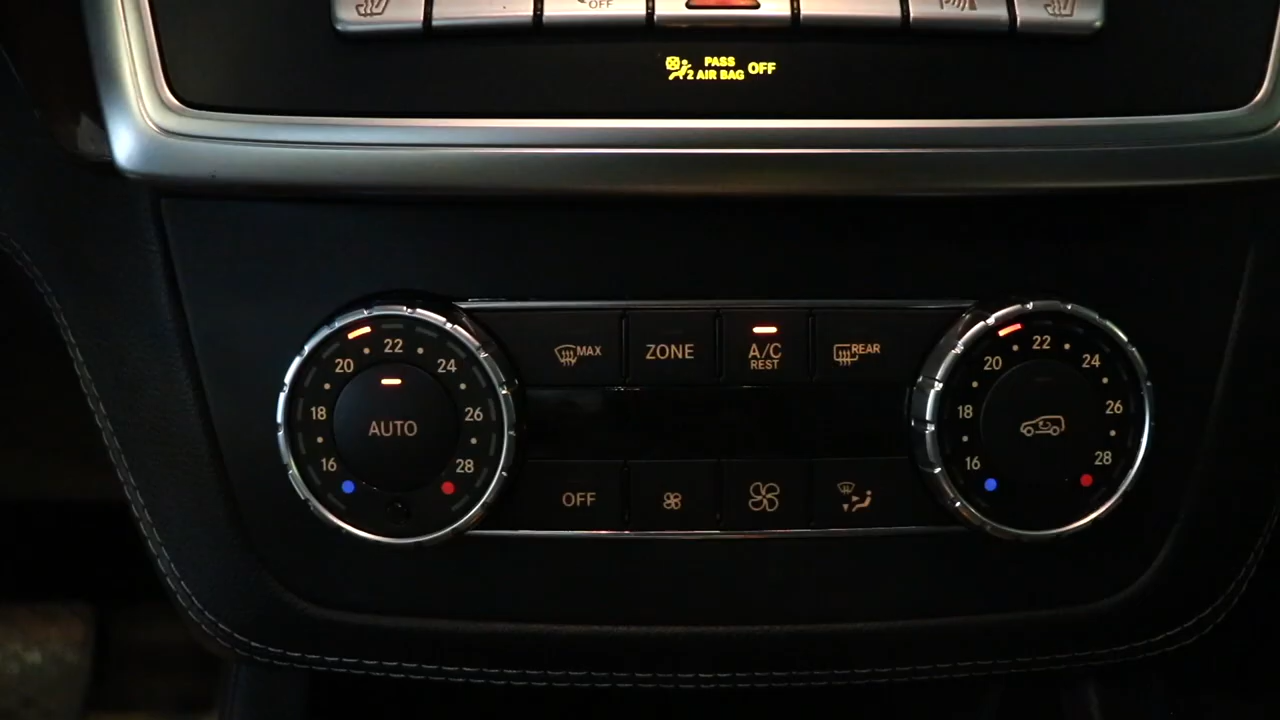 OFF
PASS
2 AIR BAG OFF
MAX
ZONE
A/C
REST
REAR
16 18 20 22 24 26 28
AUTO
16 18 20 22 24 26 28
OFF